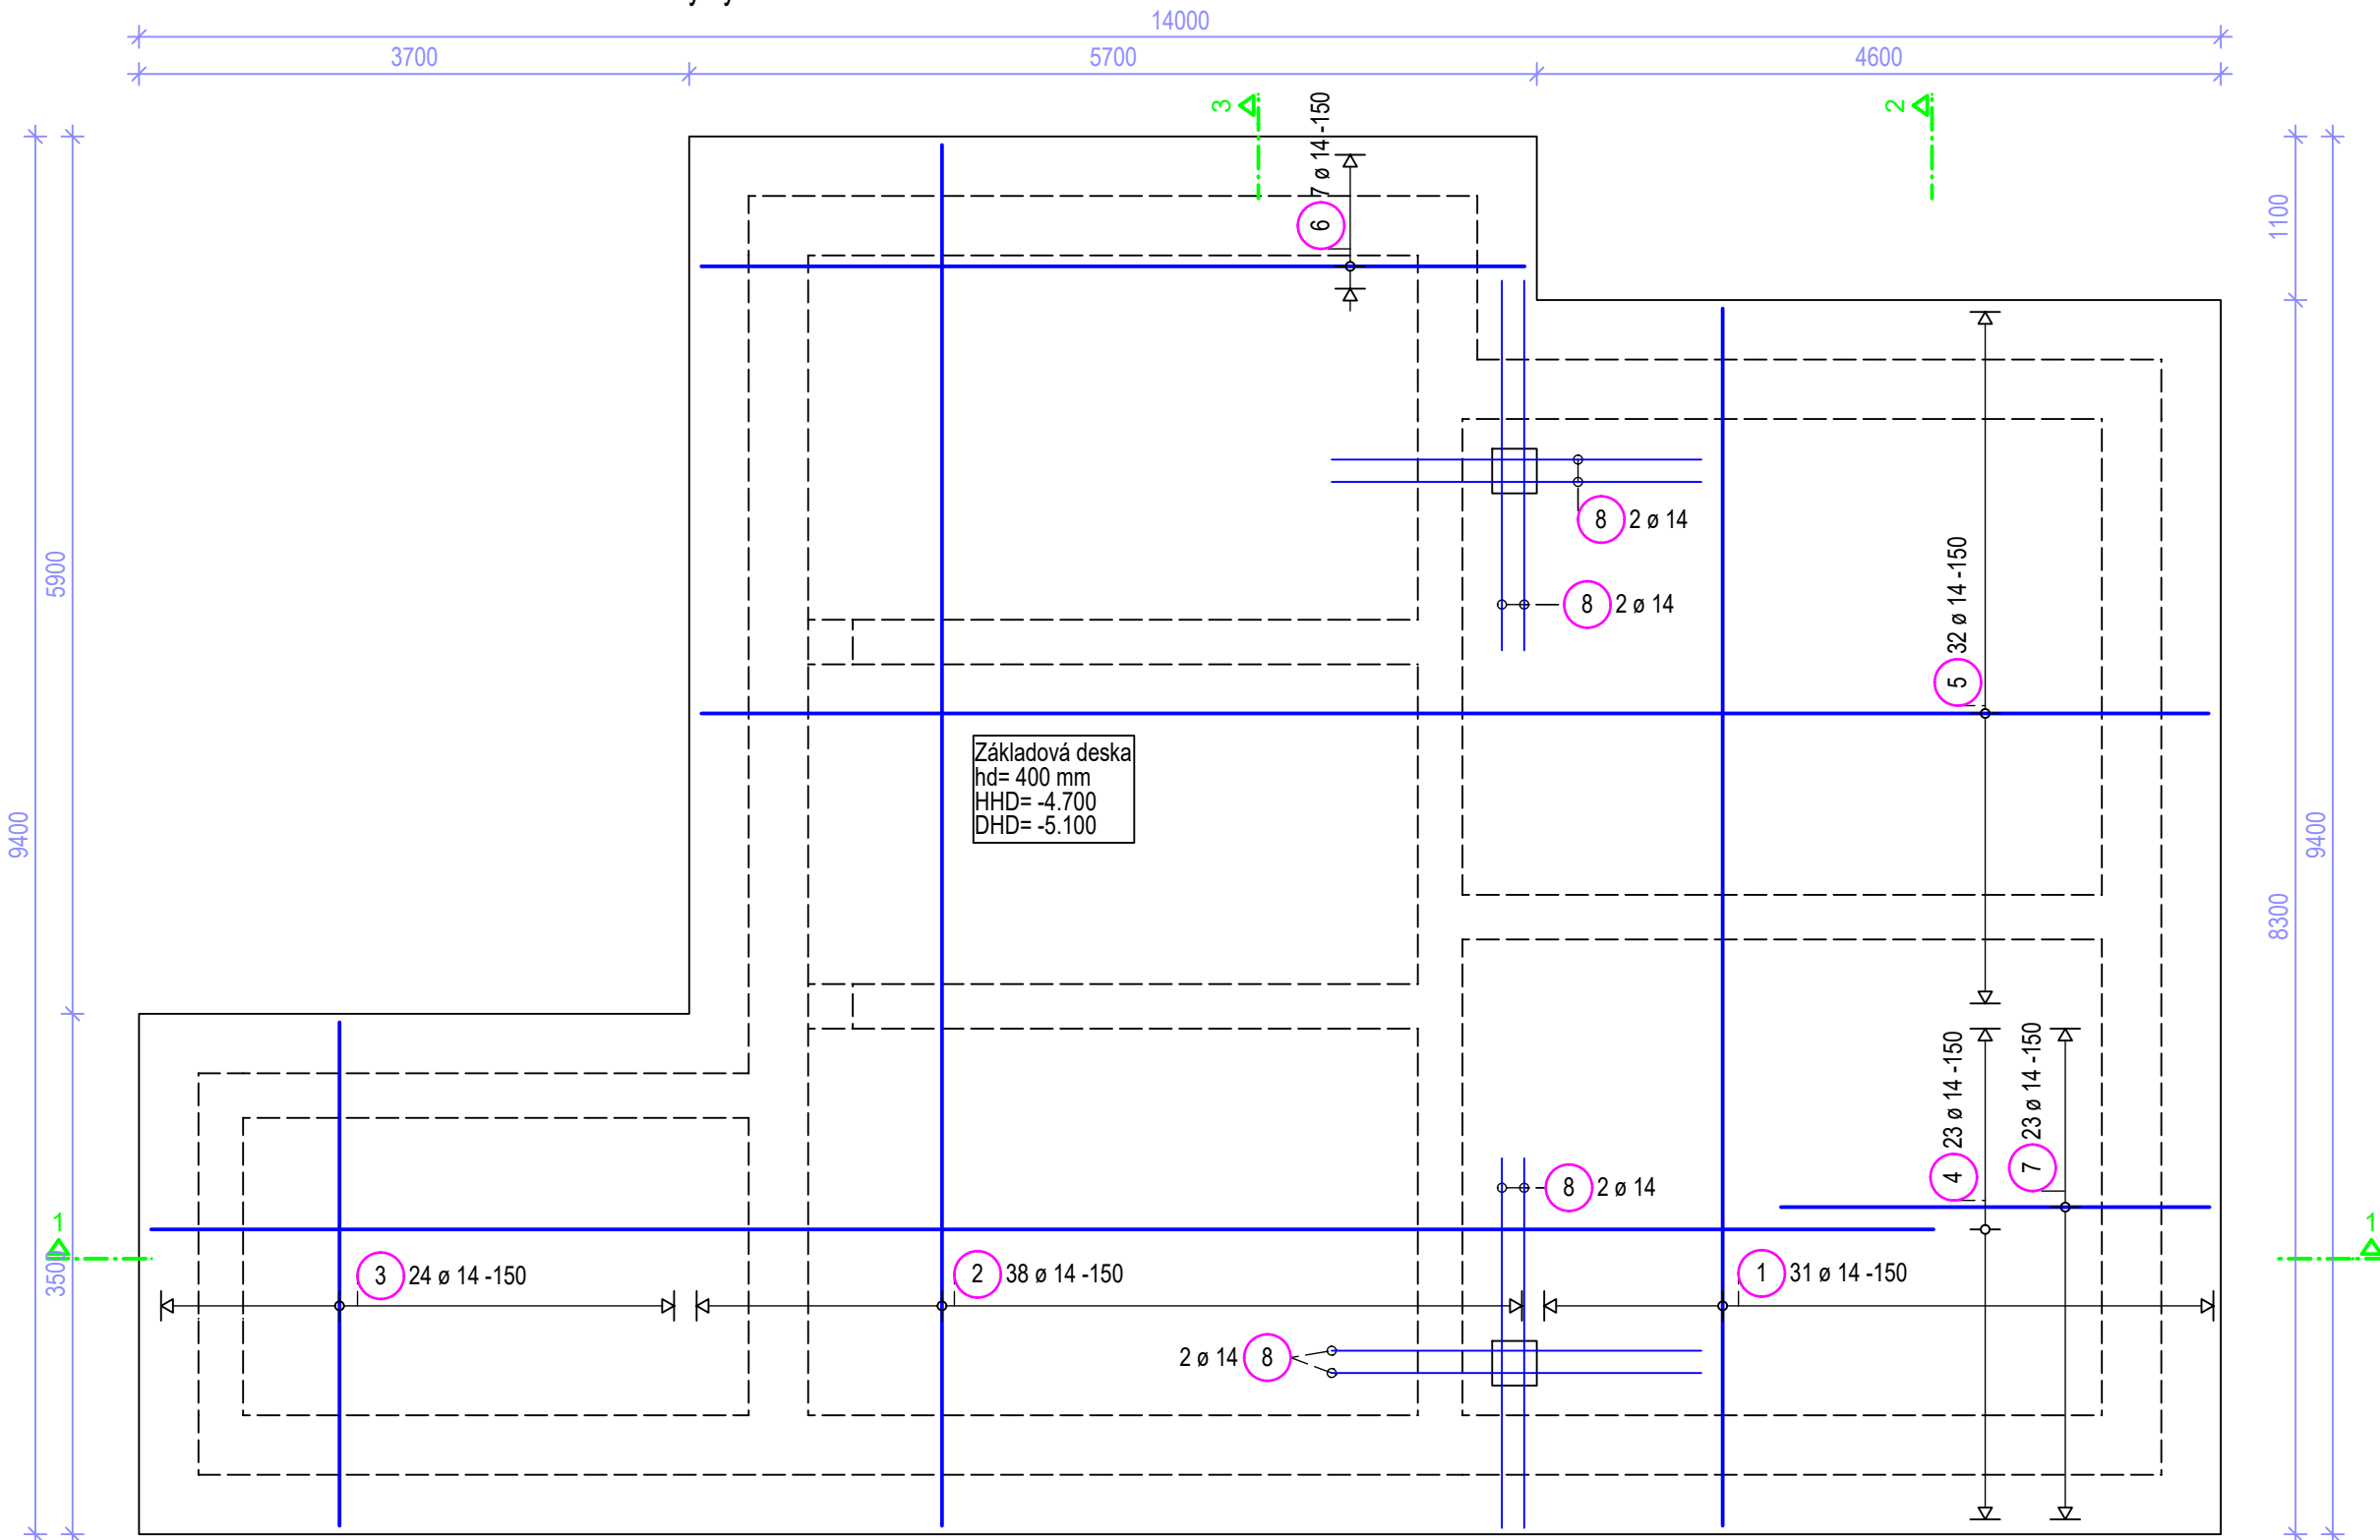 14000
3700
5700
4600
3
2
7 ø 14 -150
6
1100
8 2 ø 14
8 2 ø 14
5900
32 ø 14 -150
5
Základová deska
hd= 400 mm
HHD= -4.700
DHD= -5.100
9400
9400
8300
23 ø 14 -150
4
23 ø 14 -150
7
8 2 ø 14
1
1
3500
3 24 ø 14 -150
2 38 ø 14 -150
1 31 ø 14 -150
2 ø 14 8